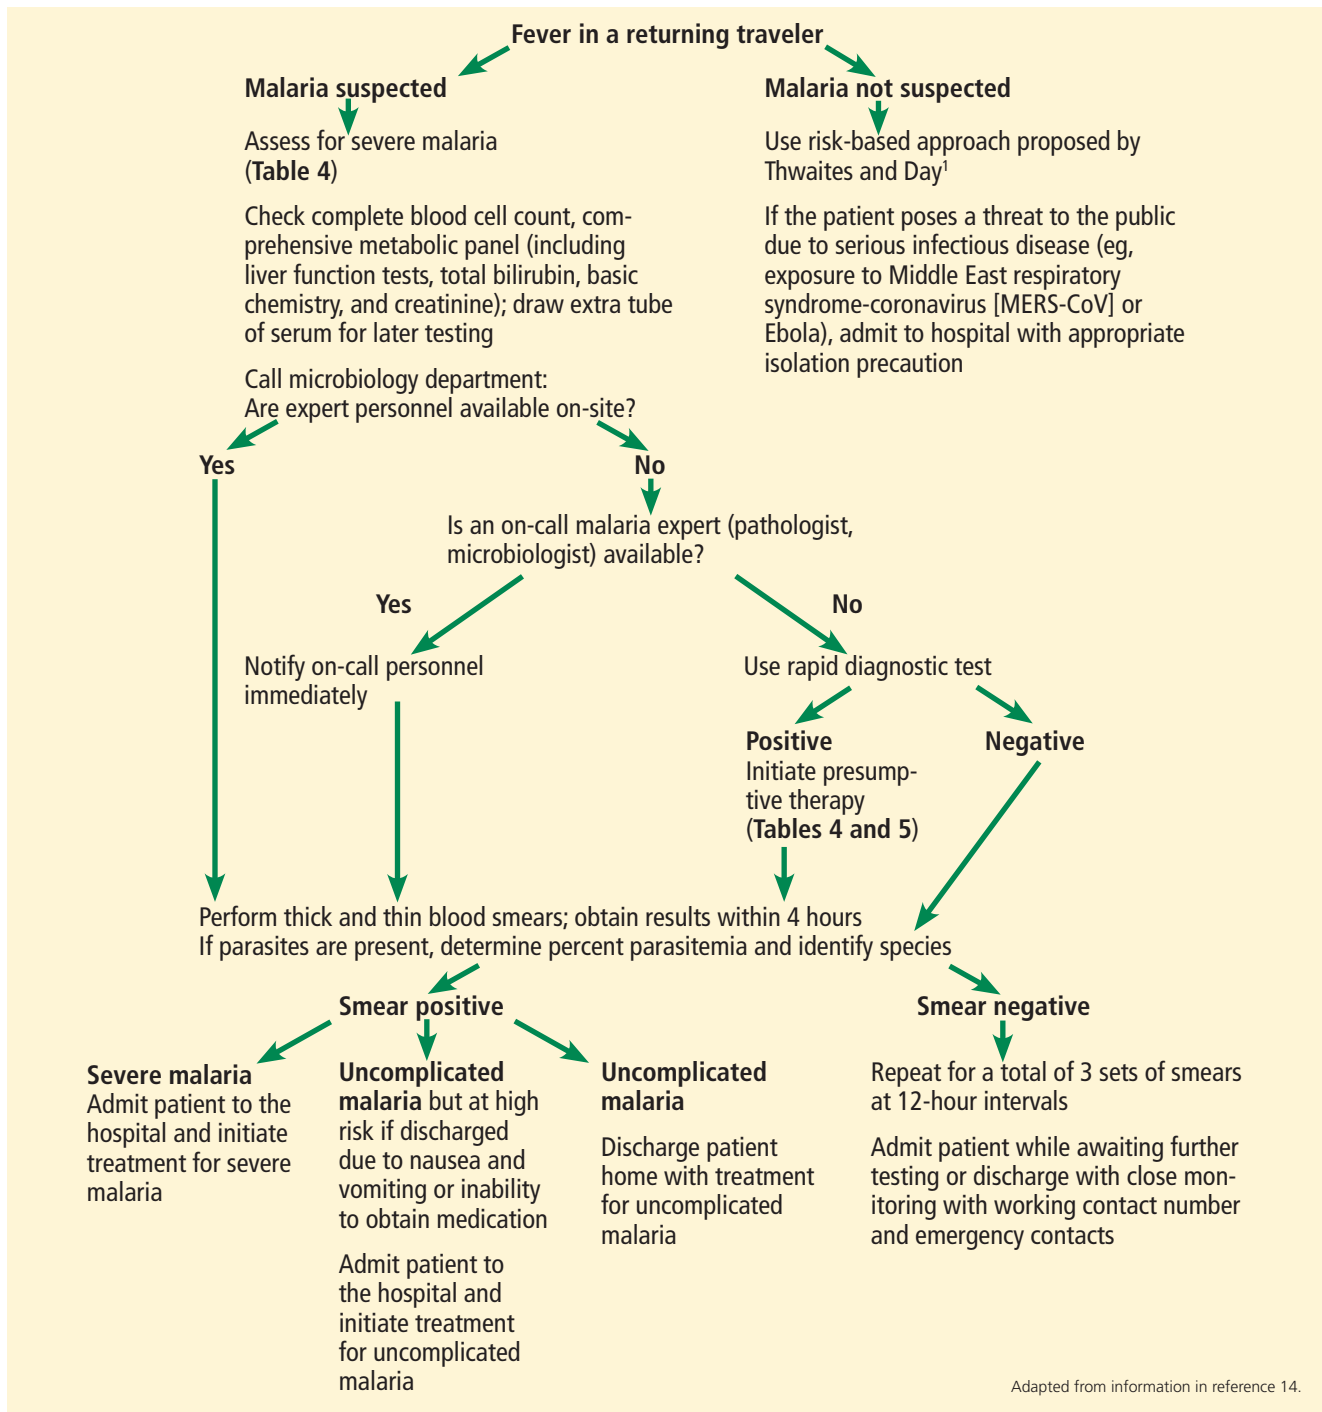 Fever in a returning traveler
Malaria suspected
Assess for severe malaria
(Table 4)
Check complete blood cell count, com-
prehensive metabolic panel (including
liver function tests, total bilirubin, basic
chemistry, and creatinine); draw extra tube
of serum for later testing
Call microbiology department:
Are expert personnel available on-site?
Malaria not suspected
Use risk-based approach proposed by
Thwaites and Day1
If the patient poses a threat to the public
due to serious infectious disease (eg,
exposure to Middle East respiratory
syndrome-coronavirus [MERS-CoV] or
Ebola), admit to hospital with appropriate
isolation precaution
Yes
No
Is an on-call malaria expert (pathologist,
microbiologist) available?
Yes
No
Notify on-call personnel
immediately
Use rapid diagnostic test
Positive
Initiate presump-
tive therapy
(Tables 4 and 5)
Negative
Perform thick and thin blood smears; obtain results within 4 hours
If parasites are present, determine percent parasitemia and identify species
Smear positive
Smear negative
Severe malaria
Admit patient to the
hospital and initiate
treatment for severe
malaria
Uncomplicated
malaria but at high
risk if discharged
due to nausea and
vomiting or inability
to obtain medication
Admit patient to
the hospital and
initiate treatment
for uncomplicated
malaria
Uncomplicated
malaria
Discharge patient
home with treatment
for uncomplicated
malaria
Repeat for a total of 3 sets of smears
at 12-hour intervals
Admit patient while awaiting further
testing or discharge with close mon-
itoring with working contact number
and emergency contacts
Adapted from information in reference 14.